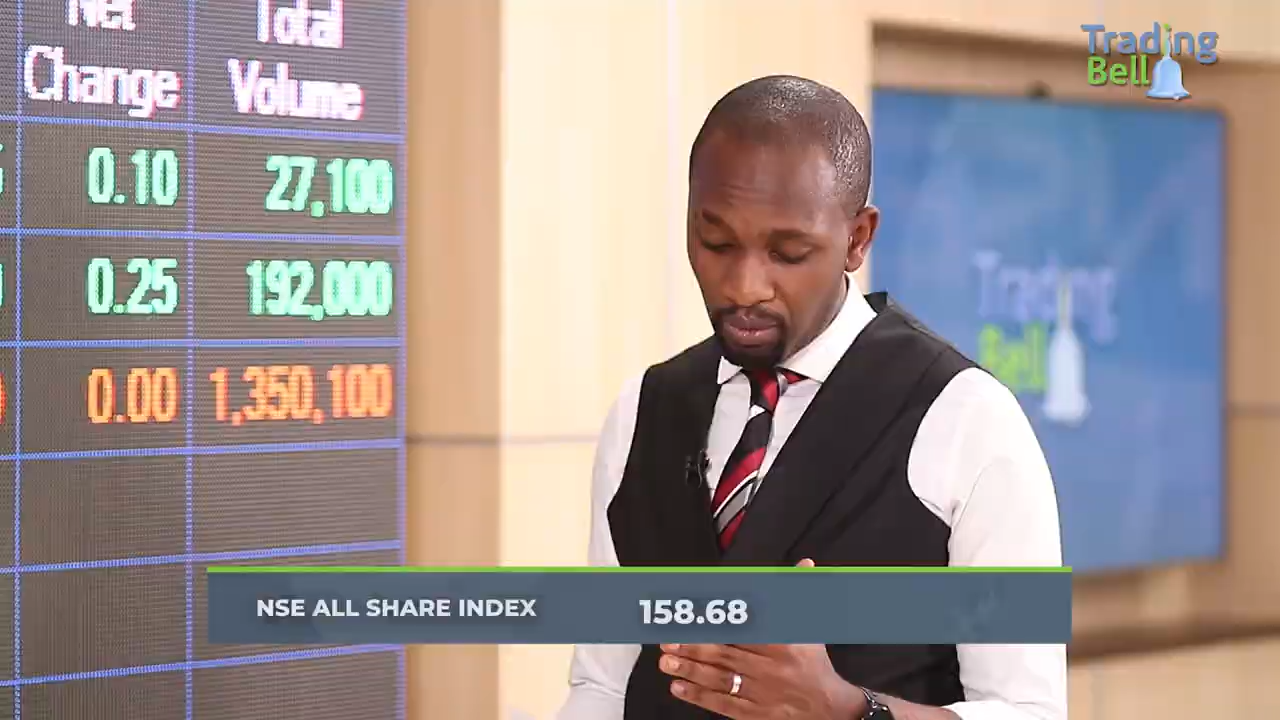 Net Total
Change Volume
0.10 27,100
0.25 192,000
0.00 1,350,100
Trading
Bell
Trading
Bell
NSE ALL SHARE INDEX 158.68